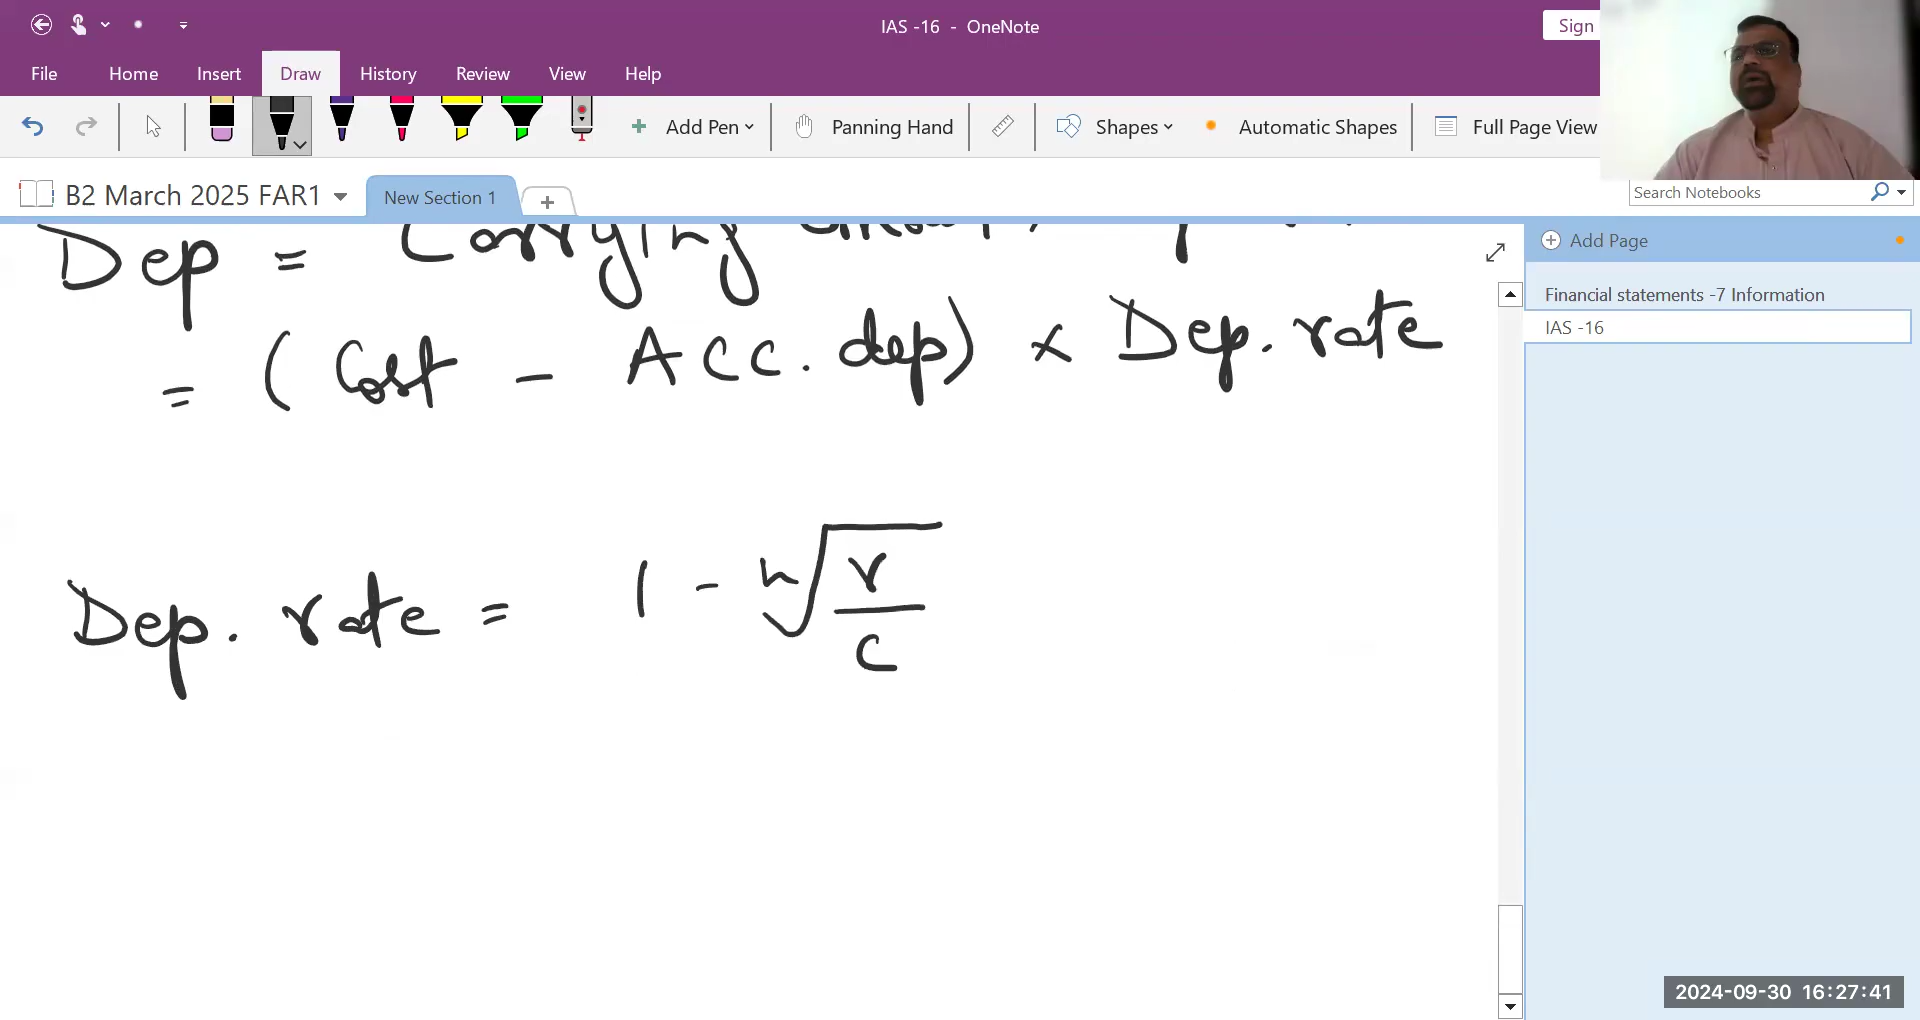 IAS -16 - OneNote
Sign
File Home Insert Draw History Review View Help
Add Pen Panning Hand Shapes Automatic Shapes Full Page View
B2 March 2025 FAR1 New Section 1
Search Notebooks
Add Page
Financial statements -7 Information
IAS -16
Dep = Carrying
= (Cost - Acc. dep) × Dep. rate
Dep. rate = 1 - n√r/c
2024-09-30 16:27:41